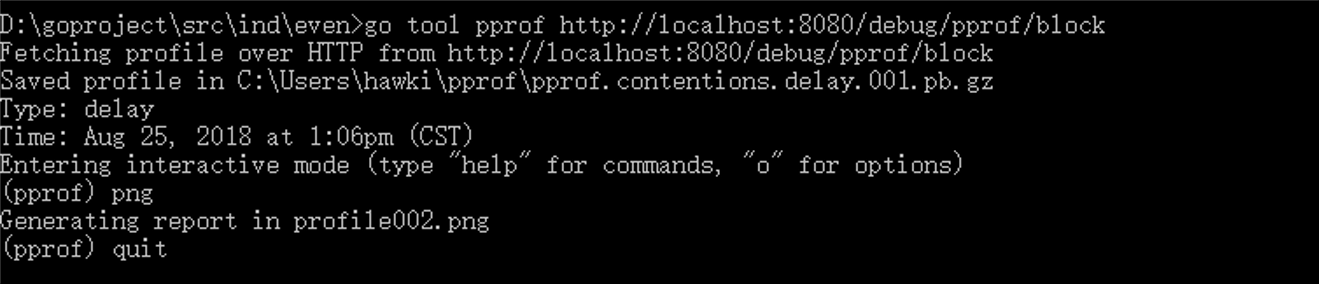 D:\goproject\src\ind\even>go tool pprof http://localhost:8080/debug/pprof/block
Fetching profile over HTTP from http://localhost:8080/debug/pprof/block
Saved profile in C:\Users\hawki\pprof\pprof.contentions.delay.001.pb.gz
Type: delay
Time: Aug 25, 2018 at 1:06pm (CST)
Entering interactive mode (type "help" for commands, "o" for options)
(pprof) png
Generating report in profile002.png
(pprof) quit